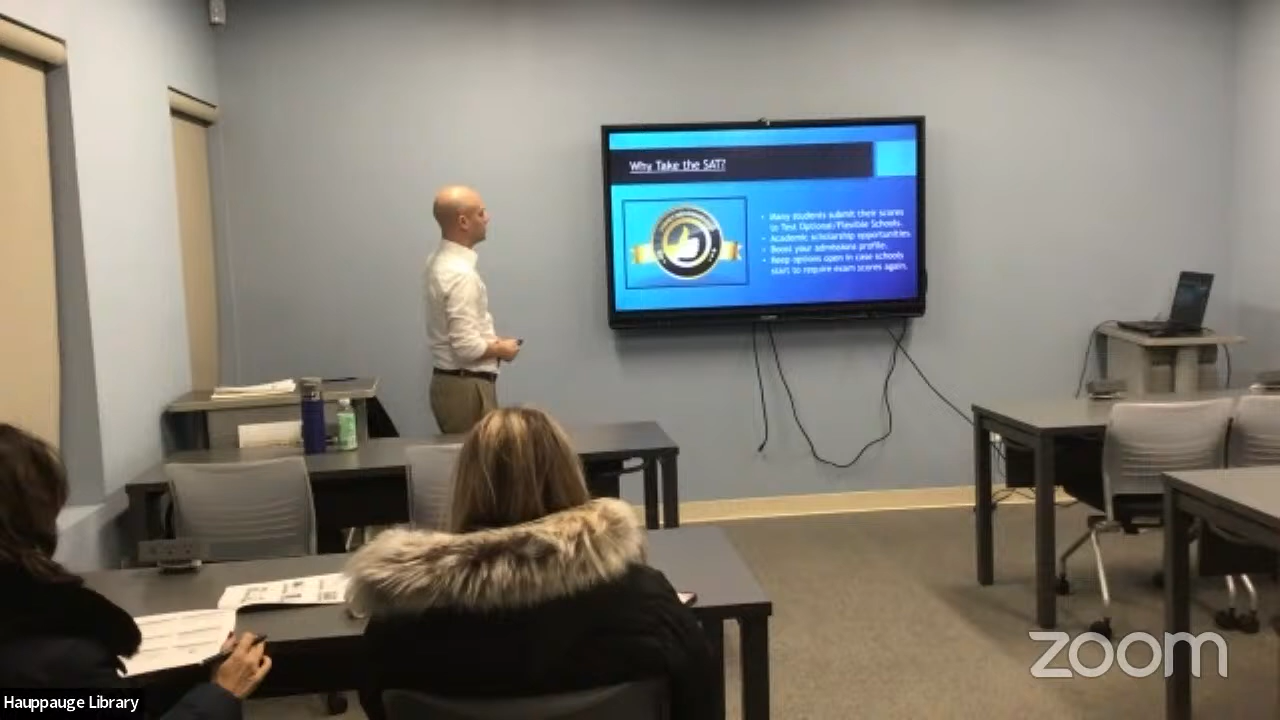 Why Take the SAT?
• Many students submit their scores
to Test Optional/Flexible Schools.
• Academic scholarship opportunities.
• Boost your admissions profile.
• Keep options open in case schools
start to require exam scores again.
zoom
Hauppauge Library